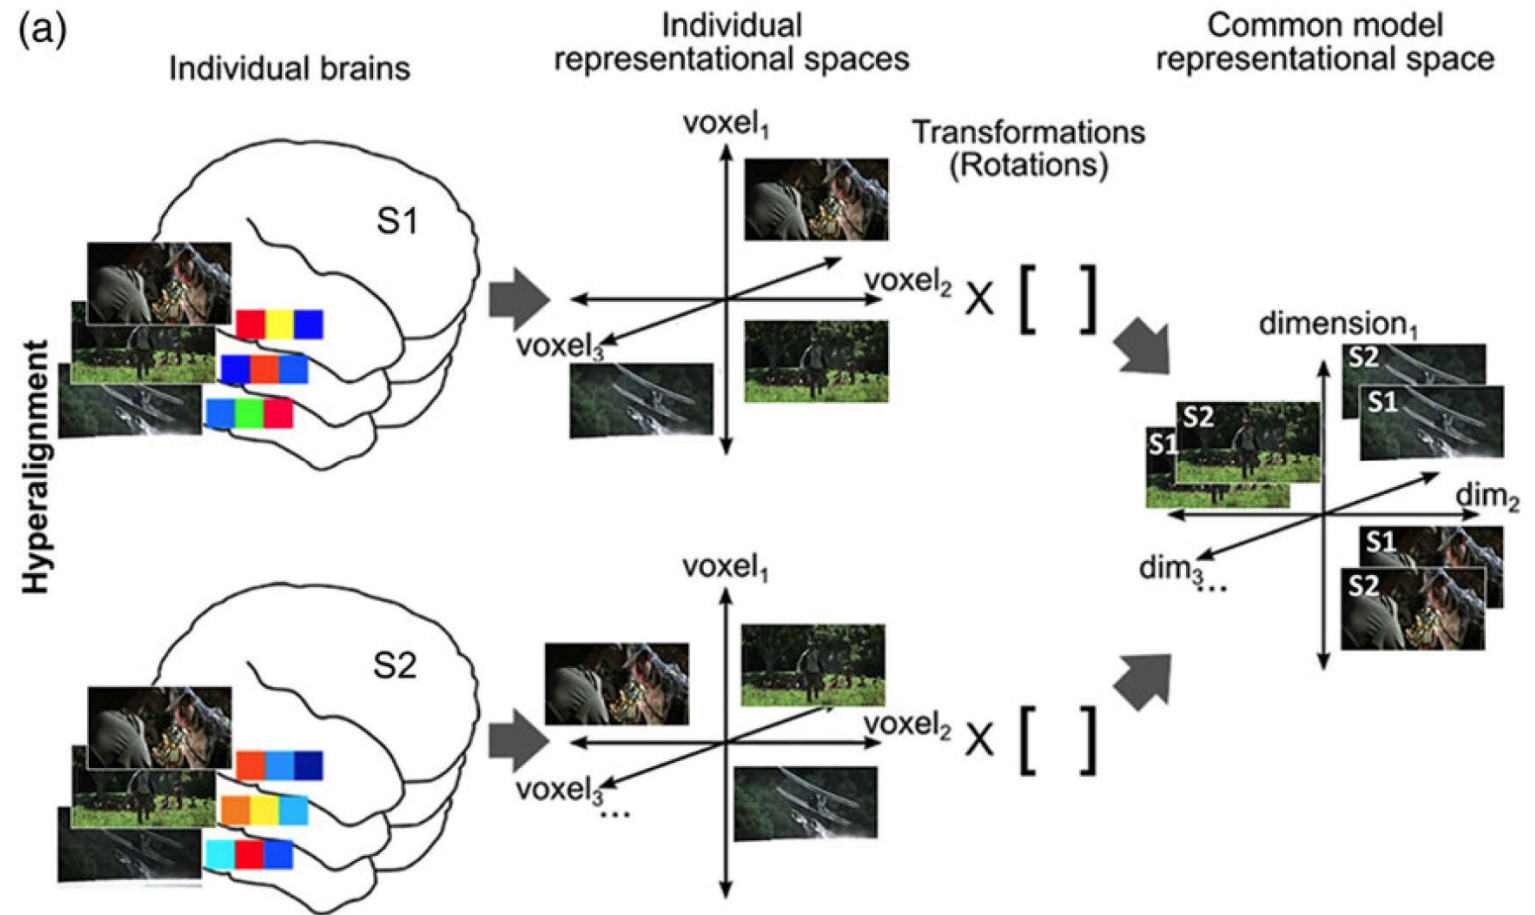 (a)
Individual brains
Individual
representational spaces
Common model
representational space
Transformations
(Rotations)
Hyperalignment
S1
voxel₁
voxel₂
voxel₃
X [ ]
S2
voxel₁
voxel₂
voxel₃
...
X [ ]
dimension₁
dim₂
dim₃
...
S2
S1
S2
S1
S1
S2